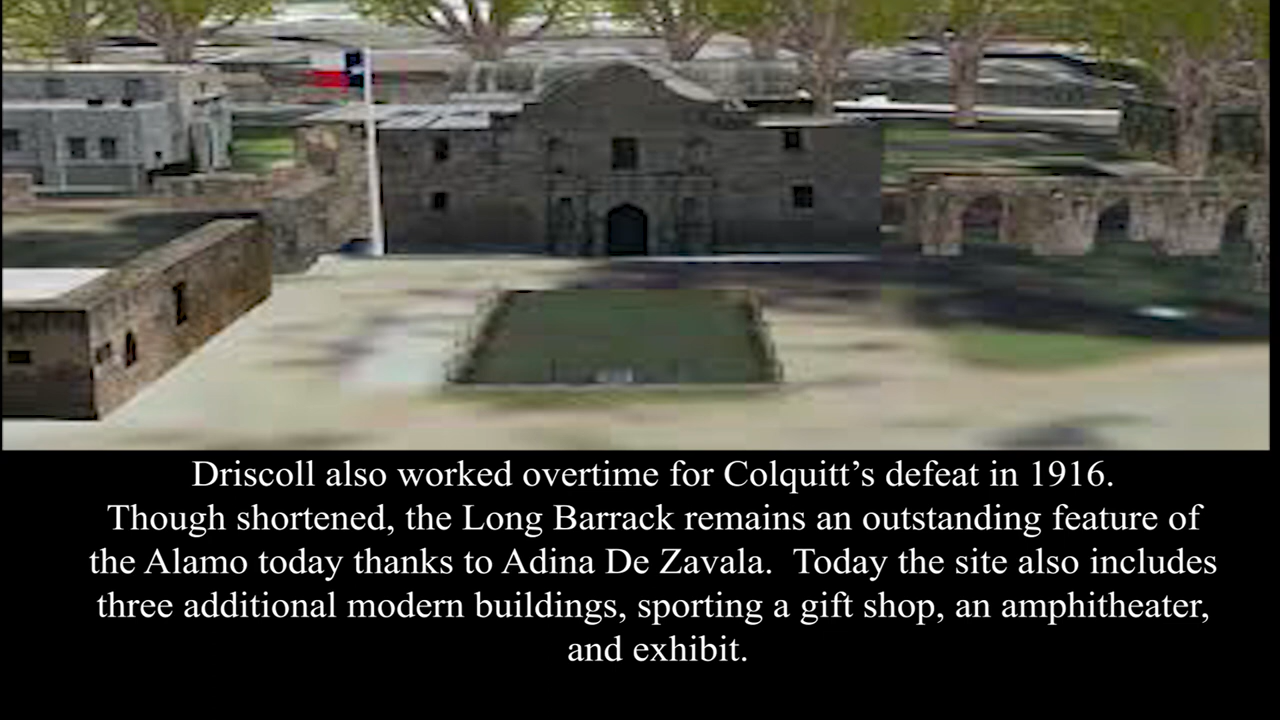 Driscoll also worked overtime for Colquitt’s defeat in 1916.
Though shortened, the Long Barrack remains an outstanding feature of
the Alamo today thanks to Adina De Zavala.  Today the site also includes
three additional modern buildings, sporting a gift shop, an amphitheater,
and exhibit.